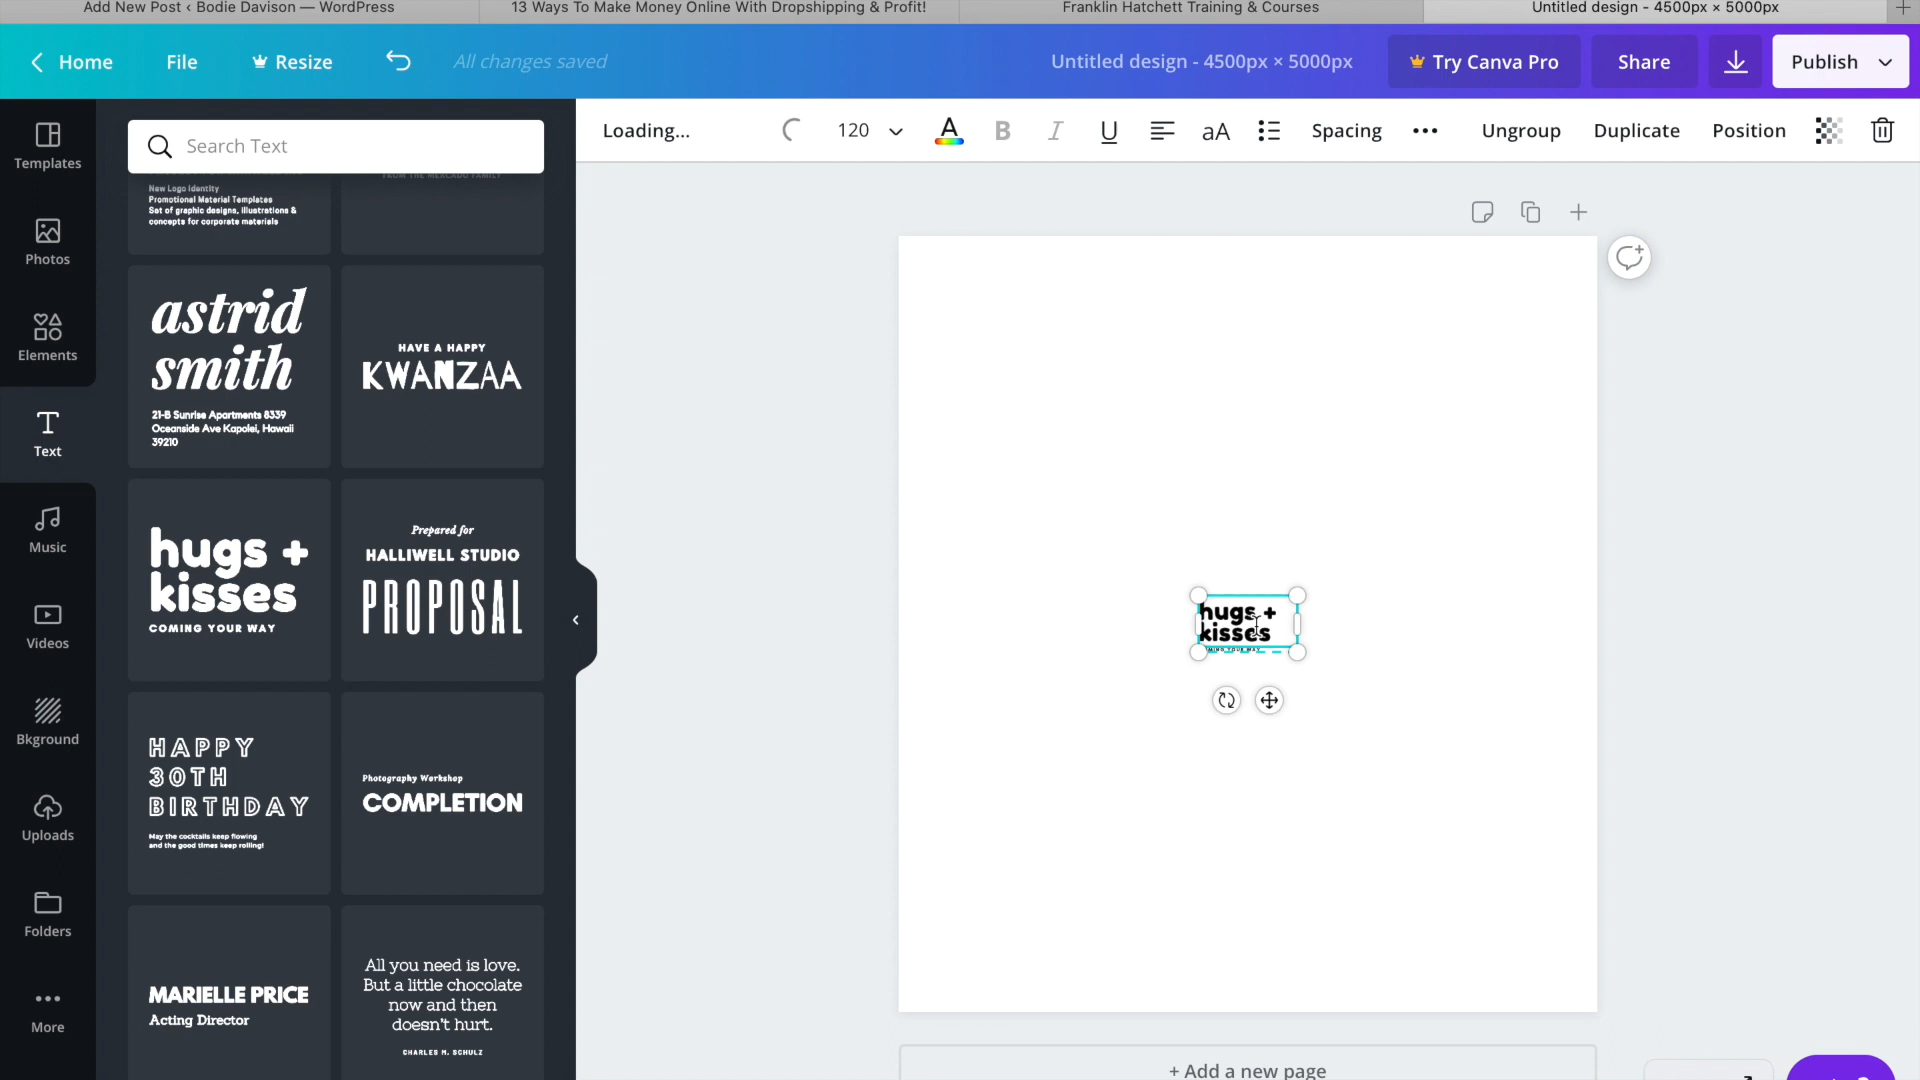 Add New Post ‹ Bodie Davison — WordPress
13 Ways To Make Money Online With Dropshipping & Profit!
Franklin Hatchett Training & Courses
Untitled design - 4500px × 5000px
Home
File
Resize
All changes saved
Untitled design - 4500px × 5000px
Try Canva Pro
Share
Publish
Loading...
120
A
B
I
U
aA
Spacing
Ungroup
Duplicate
Position
Templates
Photos
Elements
Text
Music
Videos
Bkground
Uploads
Folders
More
Search Text
New Logo Identity
Promotional Material Templates
Set of graphic designs, illustrations &
concepts for corporate materials
FROM THE MERCADO FAMILY
astrid
smith
21-B Sunrise Apartments 8339
Oceanside Ave Kapolei, Hawaii
39210
HAVE A HAPPY
KWANZAA
hugs +
kisses
COMING YOUR WAY
Prepared for
HALLIWELL STUDIO
PROPOSAL
HAPPY
30TH
BIRTHDAY
May the cocktails keep flowing
and the good times keep rolling!
Photography Workshop
COMPLETION
MARIELLE PRICE
Acting Director
All you need is love.
But a little chocolate
now and then
doesn't hurt.
CHARLES M. SCHULZ
hugs +
kisses
+ Add a new page